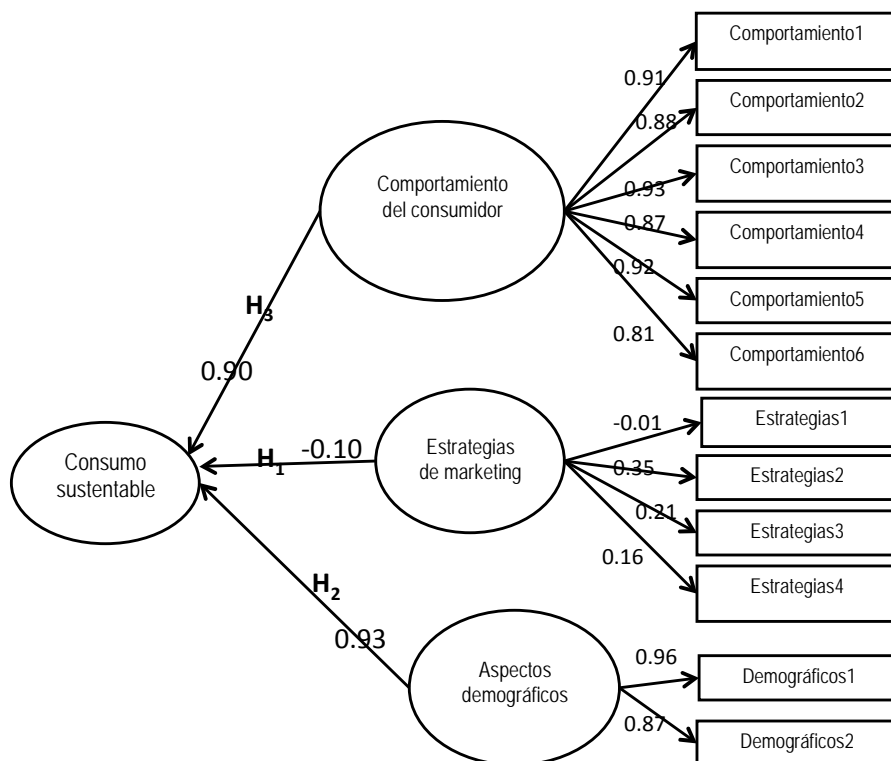 Comportamiento1
0.91
Comportamiento2
0.88
Comportamiento
del consumidor
Comportamiento3
0.93
0.87
Comportamiento4
0.92
Comportamiento5
H3
0.81
Comportamiento6
0.90
Estrategias1
-0.01
Consumo
sustentable
H1
-0.10
Estrategias
de marketing
0.35
Estrategias2
0.21
Estrategias3
0.16
Estrategias4
H2
0.93
Aspectos
demográficos
0.96
Demográficos1
0.87
Demográficos2